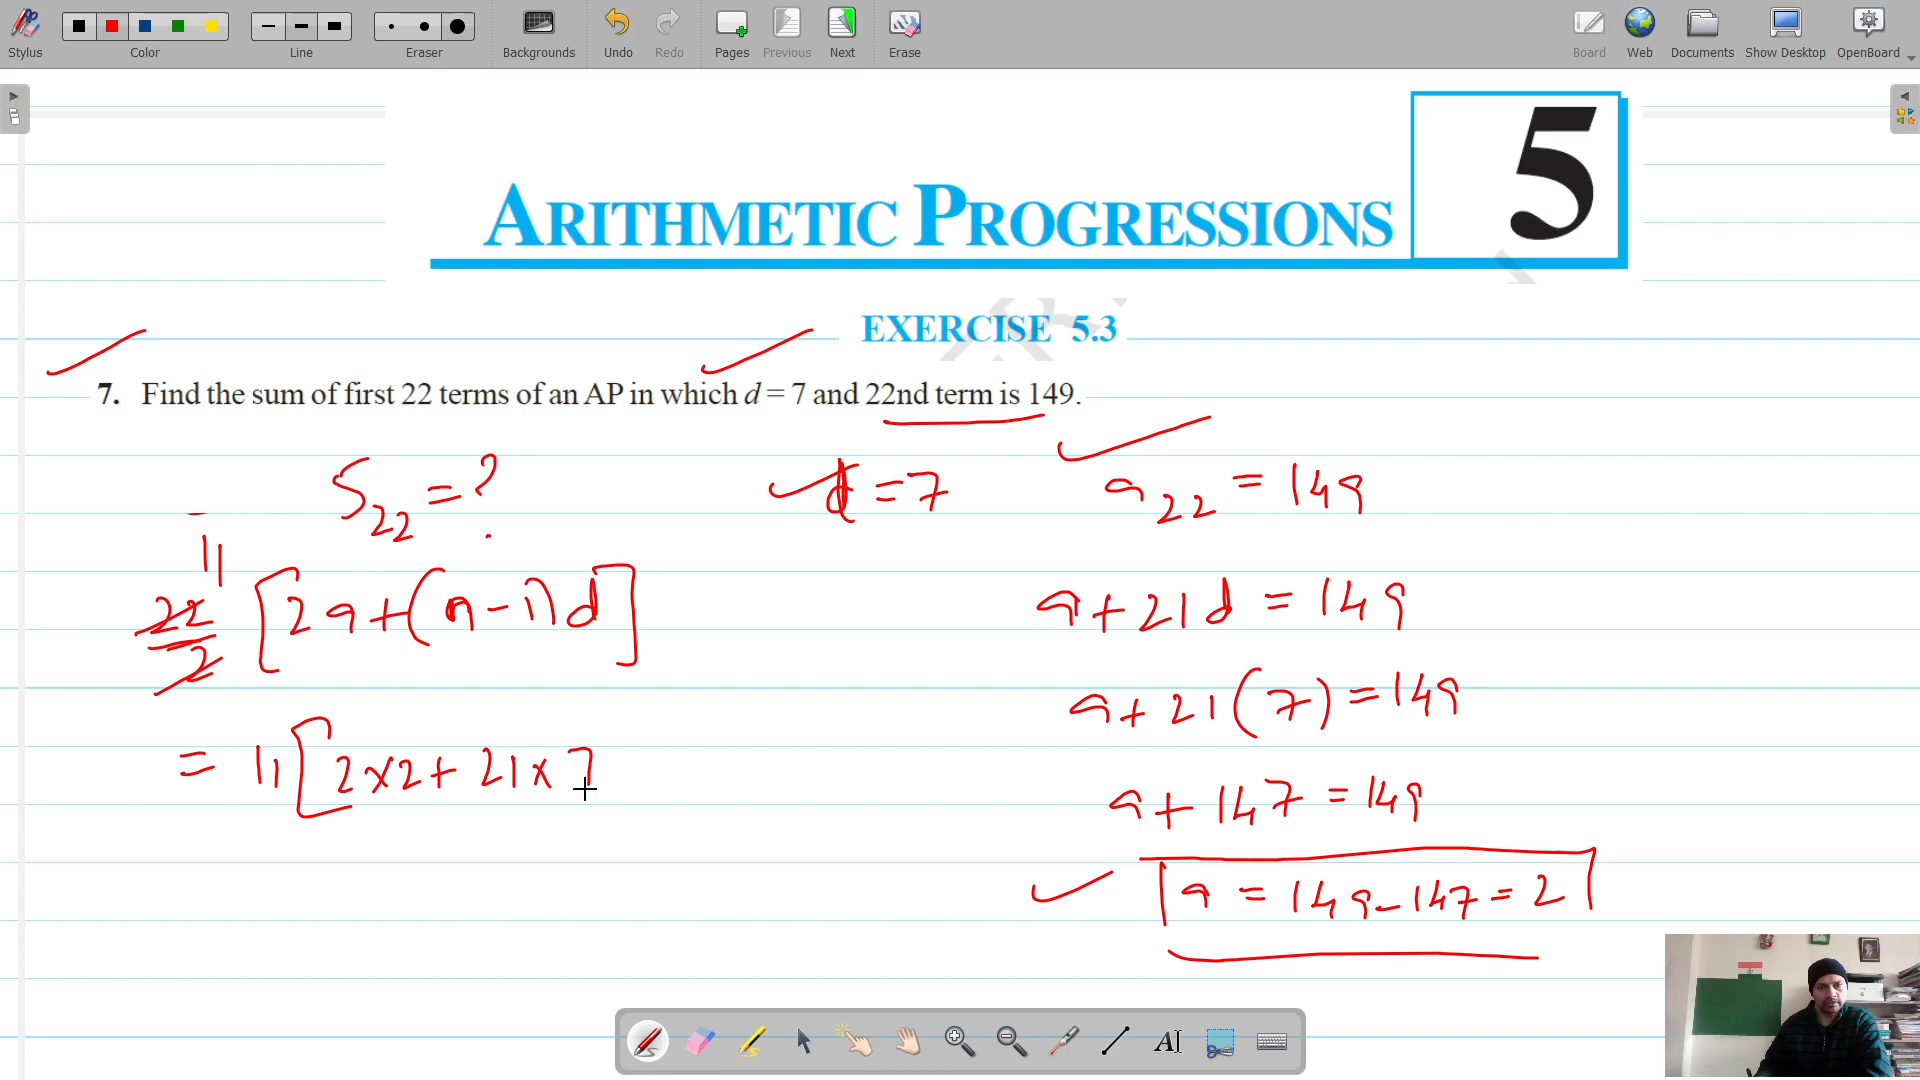 Stylus Color Line Eraser Backgrounds Undo Redo Pages Previous Next Erase Board Web Documents Show Desktop OpenBoard
5
ARITHMETIC PROGRESSIONS
EXERCISE 5.3
7. Find the sum of first 22 terms of an AP in which d = 7 and 22nd term is 149.
S22 = ?
d = 7
a22 = 149
11
22/2 [2a+(n-1)d]
= 11[2×2+21×7
a+21d = 149
a+21(7)=149
a+147 = 149
a = 149-147 = 2